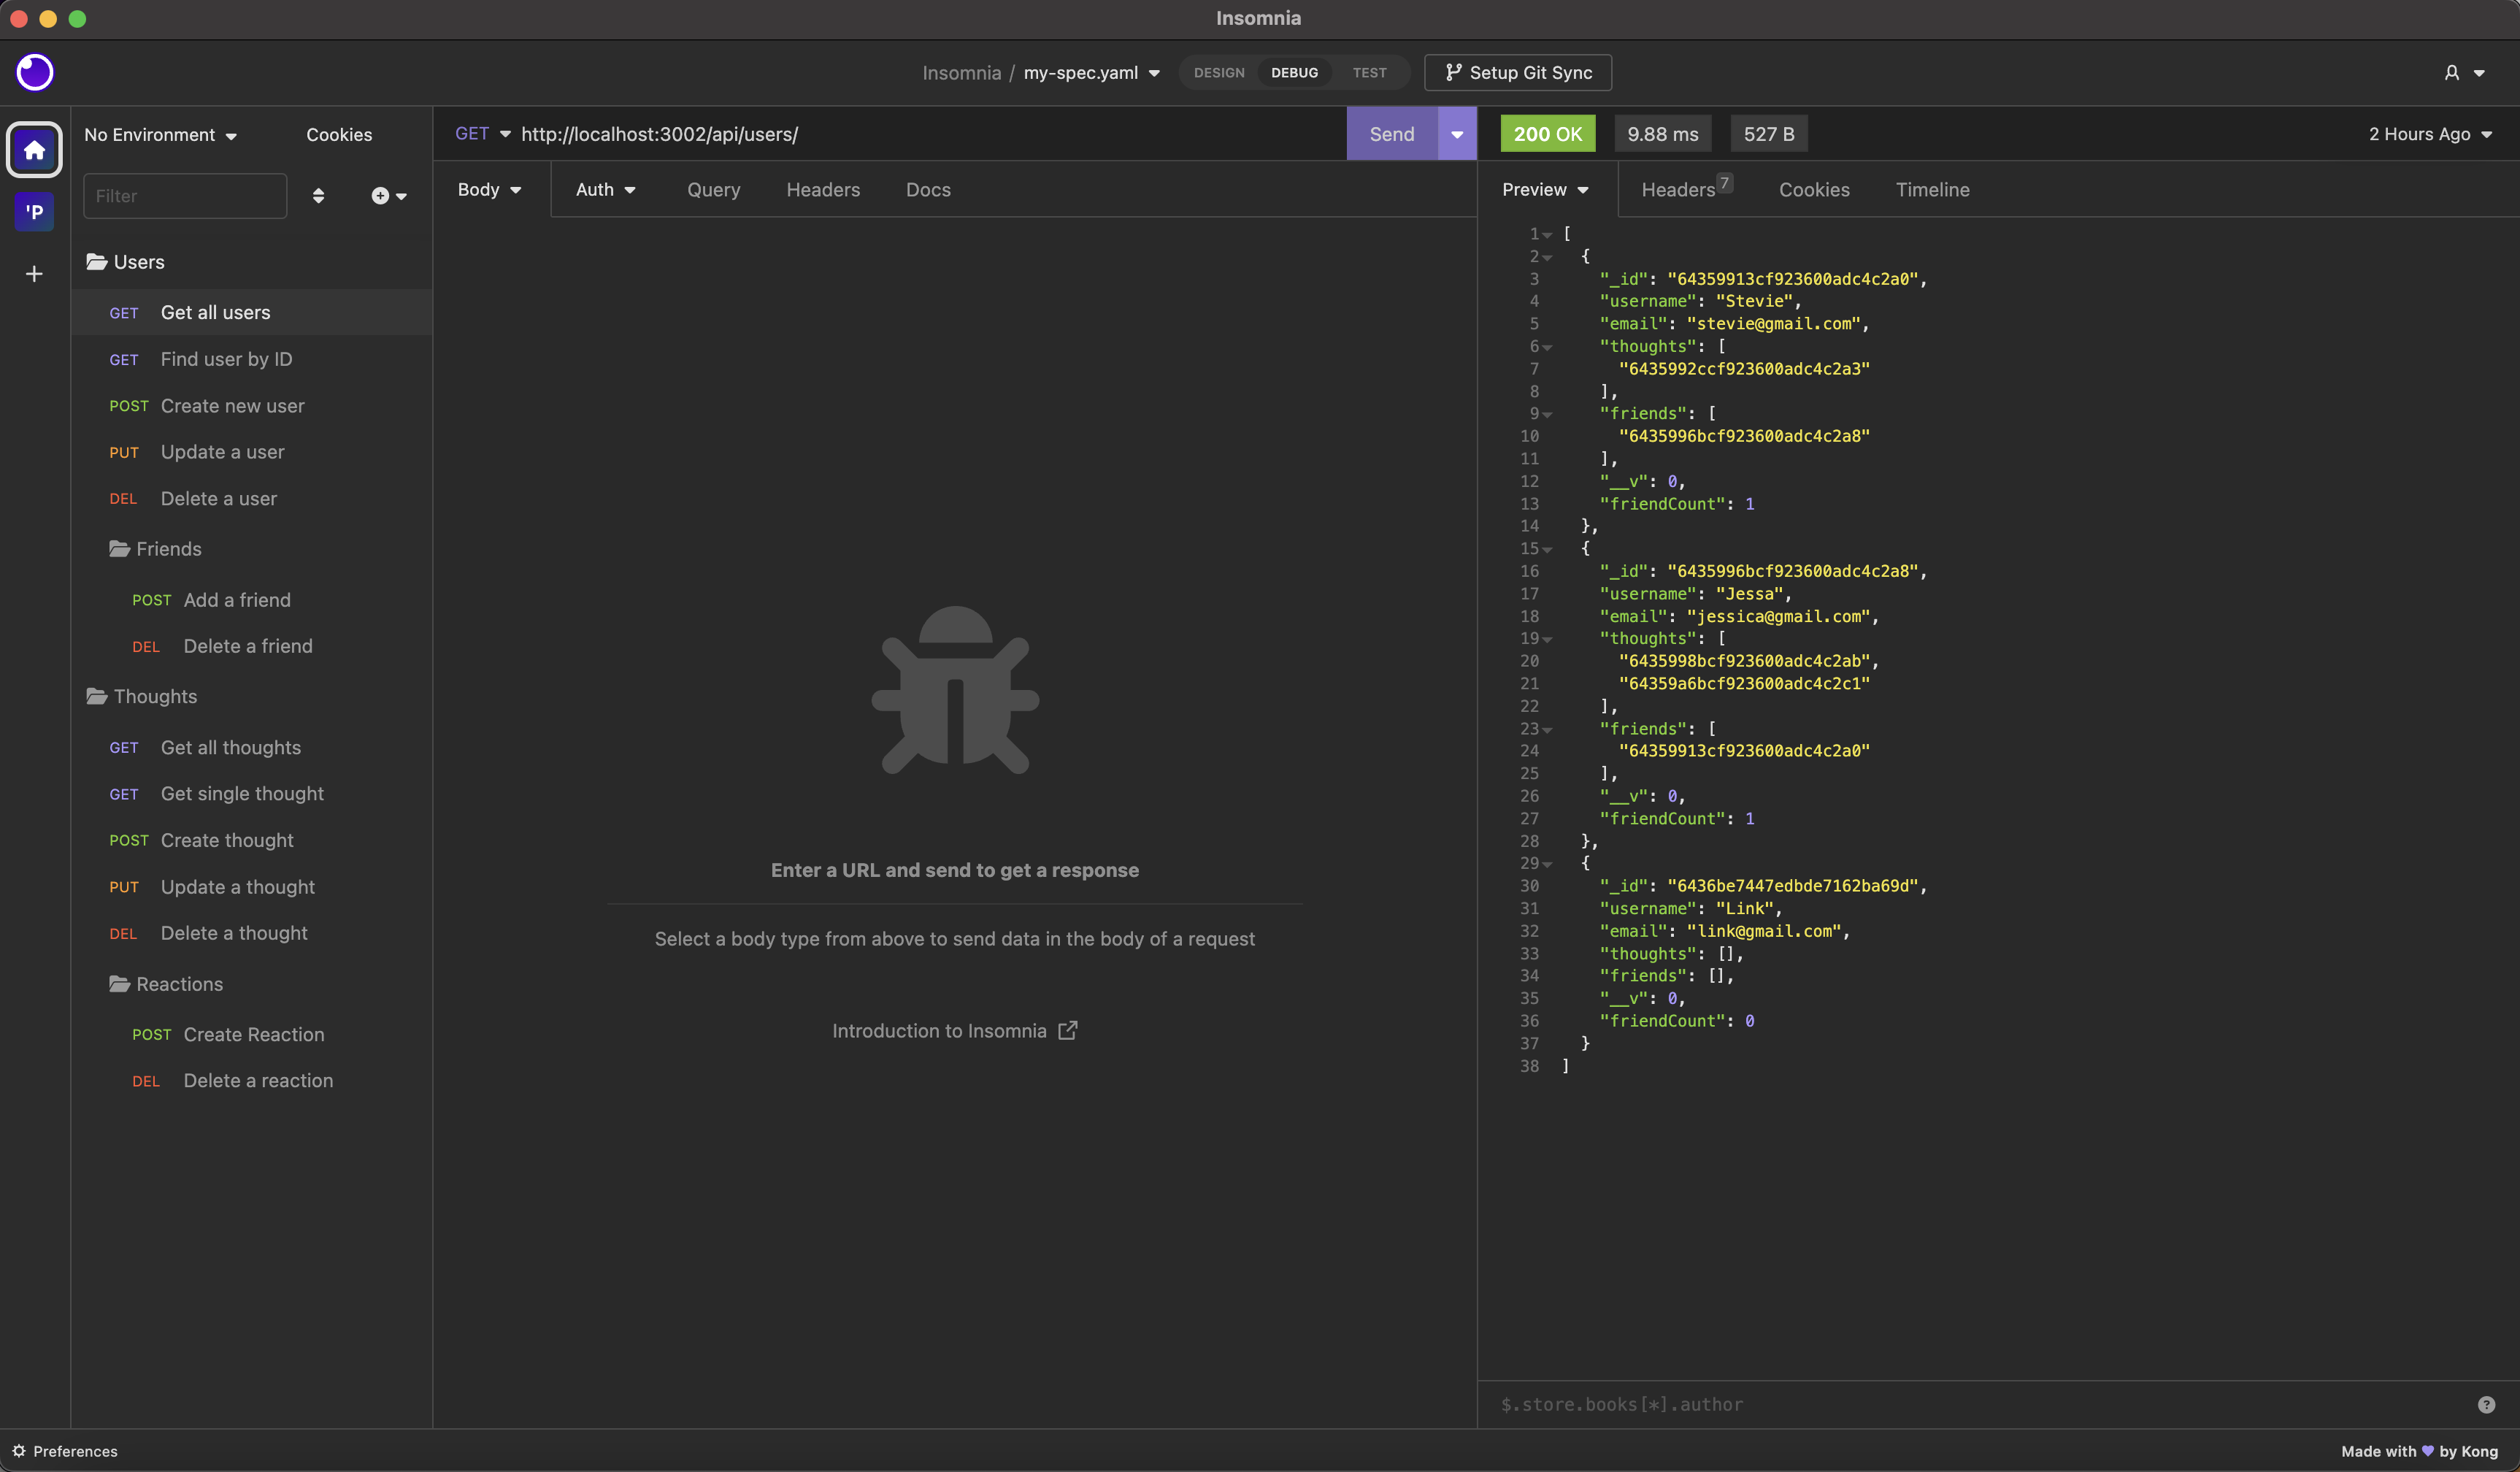 Insomnia
Insomnia / my-spec.yaml
DESIGN DEBUG TEST
Setup Git Sync
'P
No Environment
Cookies
Filter
Users
GET Get all users
GET Find user by ID
POST Create new user
PUT Update a user
DEL Delete a user
Friends
POST Add a friend
DEL Delete a friend
Thoughts
GET Get all thoughts
GET Get single thought
POST Create thought
PUT Update a thought
DEL Delete a thought
Reactions
POST Create Reaction
DEL Delete a reaction
GET http://localhost:3002/api/users/
Send
Body Auth Query Headers Docs
Enter a URL and send to get a response
Select a body type from above to send data in the body of a request
Introduction to Insomnia
200 OK 9.88 ms 527 B
2 Hours Ago
Preview Headers 7 Cookies Timeline
1 [
2 {
3 "_id": "64359913cf923600adc4c2a0",
4 "username": "Stevie",
5 "email": "stevie@gmail.com",
6 "thoughts": [
7 "6435992ccf923600adc4c2a3"
8 ],
9 "friends": [
10 "6435996bcf923600adc4c2a8"
11 ],
12 "__v": 0,
13 "friendCount": 1
14 },
15 {
16 "_id": "6435996bcf923600adc4c2a8",
17 "username": "Jessa",
18 "email": "jessica@gmail.com",
19 "thoughts": [
20 "6435998bcf923600adc4c2ab",
21 "64359a6bcf923600adc4c2c1"
22 ],
23 "friends": [
24 "64359913cf923600adc4c2a0"
25 ],
26 "__v": 0,
27 "friendCount": 1
28 },
29 {
30 "_id": "6436be7447edbde7162ba69d",
31 "username": "Link",
32 "email": "link@gmail.com",
33 "thoughts": [],
34 "friends": [],
35 "__v": 0,
36 "friendCount": 0
37 }
38 ]
$.store.books[*].author
Preferences
Made with 💜 by Kong